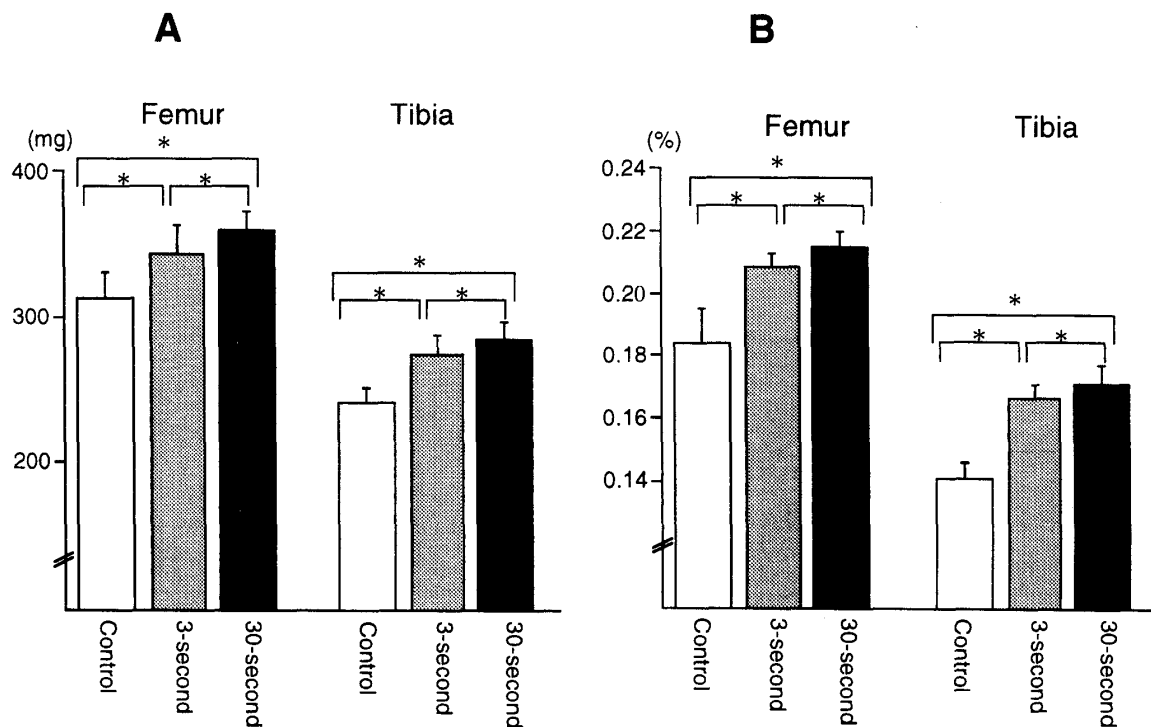 A
Femur
Tibia
(mg)
*
*
*
400
*
*
*
300
200
Control
3-second
30-second
Control
3-second
30-second
B
Femur
Tibia
(%)
*
0.24
*
*
0.22
0.20
*
*
*
0.18
0.16
0.14
Control
3-second
30-second
Control
3-second
30-second